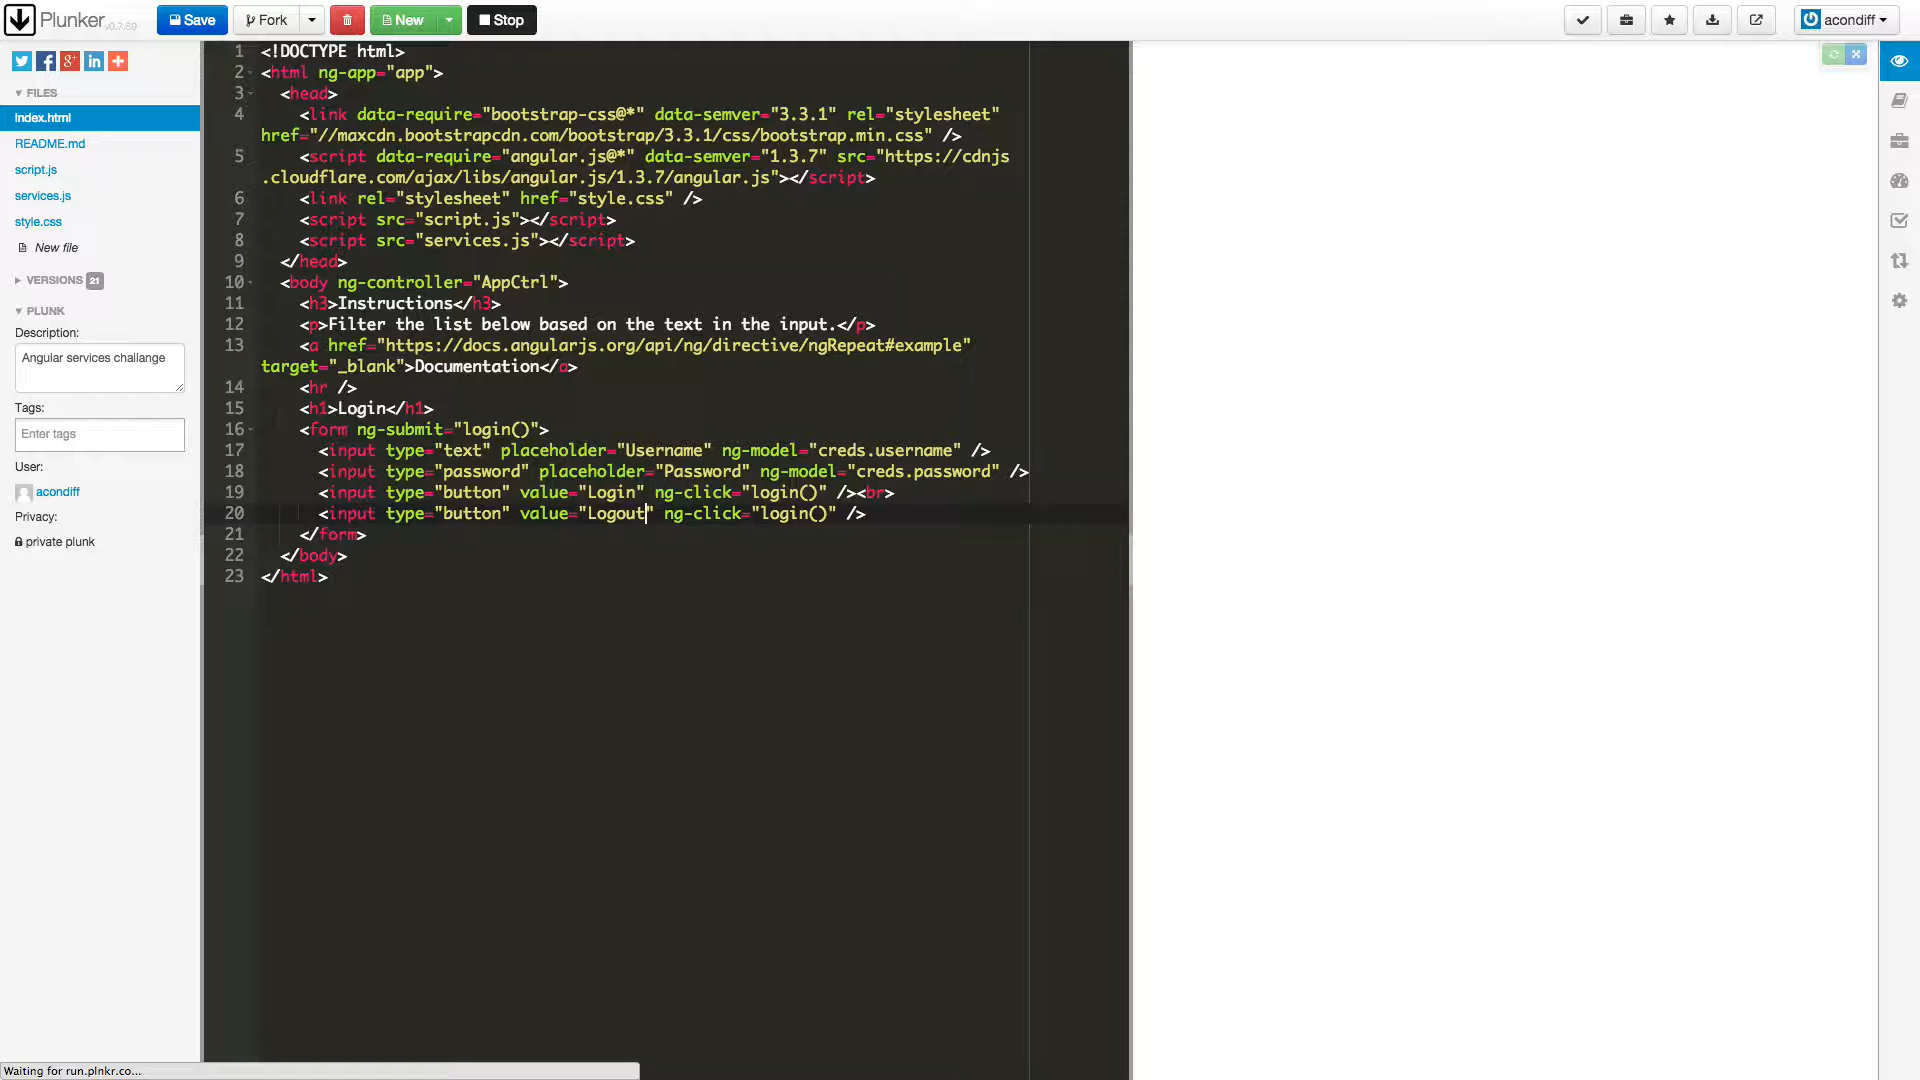 Plunker v0.7.59 Save Fork New Stop acondiff
FILES
index.html
README.md
script.js
services.js
style.css
New file
VERSIONS 21
PLUNK
Description:
Angular services challange
Tags:
Enter tags
User:
acondiff
Privacy:
private plunk
1 <!DOCTYPE html>
2 <html ng-app="app">
3 <head>
4 <link data-require="bootstrap-css@*" data-semver="3.3.1" rel="stylesheet"
href="//maxcdn.bootstrapcdn.com/bootstrap/3.3.1/css/bootstrap.min.css" />
5 <script data-require="angular.js@*" data-semver="1.3.7" src="https://cdnjs
.cloudflare.com/ajax/libs/angular.js/1.3.7/angular.js"></script>
6 <link rel="stylesheet" href="style.css" />
7 <script src="script.js"></script>
8 <script src="services.js"></script>
9 </head>
10 <body ng-controller="AppCtrl">
11 <h3>Instructions</h3>
12 <p>Filter the list below based on the text in the input.</p>
13 <a href="https://docs.angularjs.org/api/ng/directive/ngRepeat#example"
target="_blank">Documentation</a>
14 <hr />
15 <h1>Login</h1>
16 <form ng-submit="login()">
17 <input type="text" placeholder="Username" ng-model="creds.username" />
18 <input type="password" placeholder="Password" ng-model="creds.password" />
19 <input type="button" value="Login" ng-click="login()" /><br>
20 <input type="button" value="Logout" ng-click="login()" />
21 </form>
22 </body>
23 </html>
Waiting for run.plnkr.co...